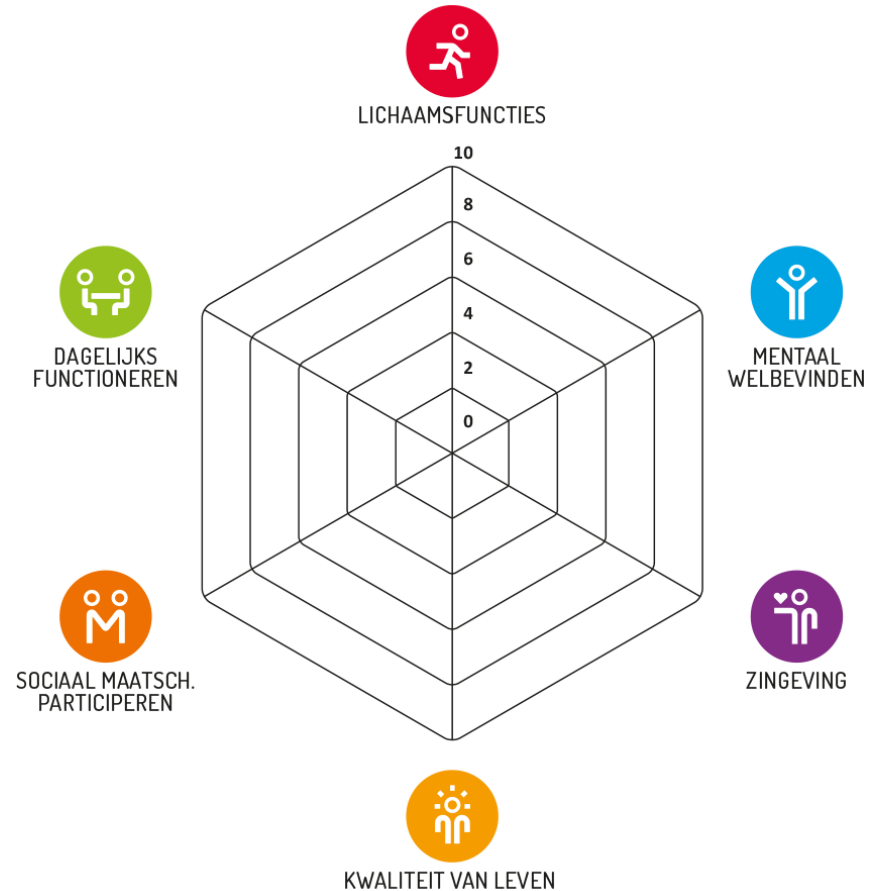 LICHAAMSFUNCTIES
10
8
6
4
2
0
DAGELIJKS
FUNCTIONEREN
MENTAAL
WELBEVINDEN
SOCIAAL MAATSCH.
PARTICIPEREN
ZINGEVING
KWALITEIT VAN LEVEN